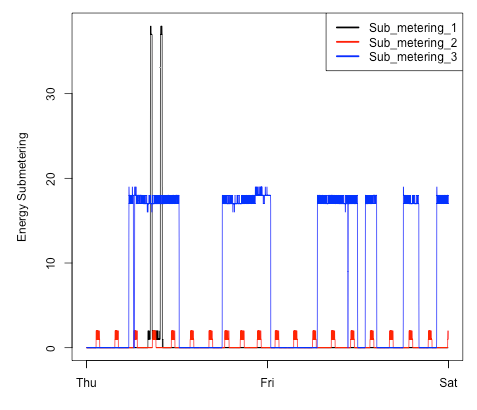 Sub_metering_1
Sub_metering_2
Sub_metering_3
Energy Submetering
30
20
10
0
Thu Fri Sat